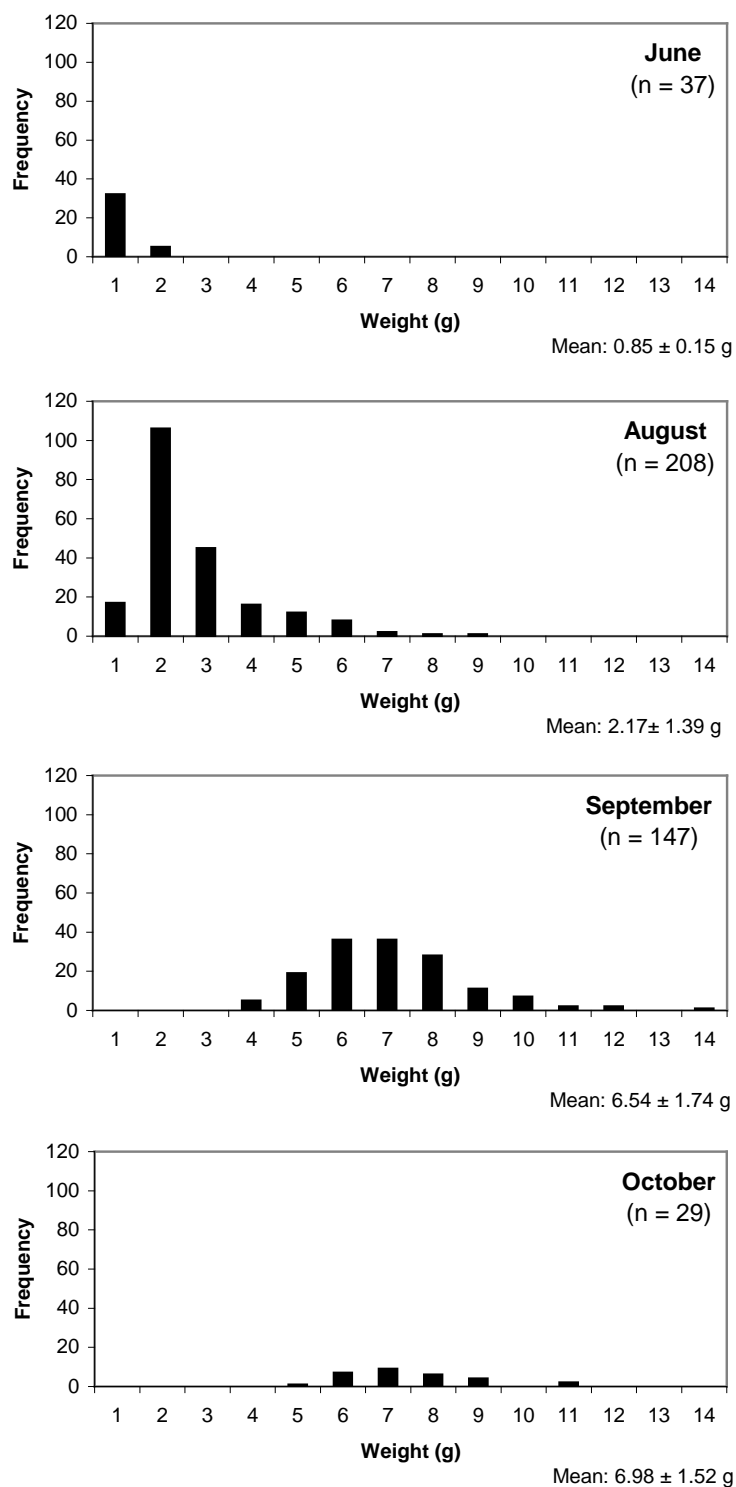 120
June
100
(n = 37)
80
60
40
20
0
Frequency
1 2 3 4 5 6 7 8 9 10 11 12 13 14
Weight (g)
Mean: 0.85 ± 0.15 g
120
August
100
(n = 208)
80
60
40
20
0
Frequency
1 2 3 4 5 6 7 8 9 10 11 12 13 14
Weight (g)
Mean: 2.17± 1.39 g
120
September
100
(n = 147)
80
60
40
20
0
Frequency
1 2 3 4 5 6 7 8 9 10 11 12 13 14
Weight (g)
Mean: 6.54 ± 1.74 g
120
October
100
(n = 29)
80
60
40
20
0
Frequency
1 2 3 4 5 6 7 8 9 10 11 12 13 14
Weight (g)
Mean: 6.98 ± 1.52 g